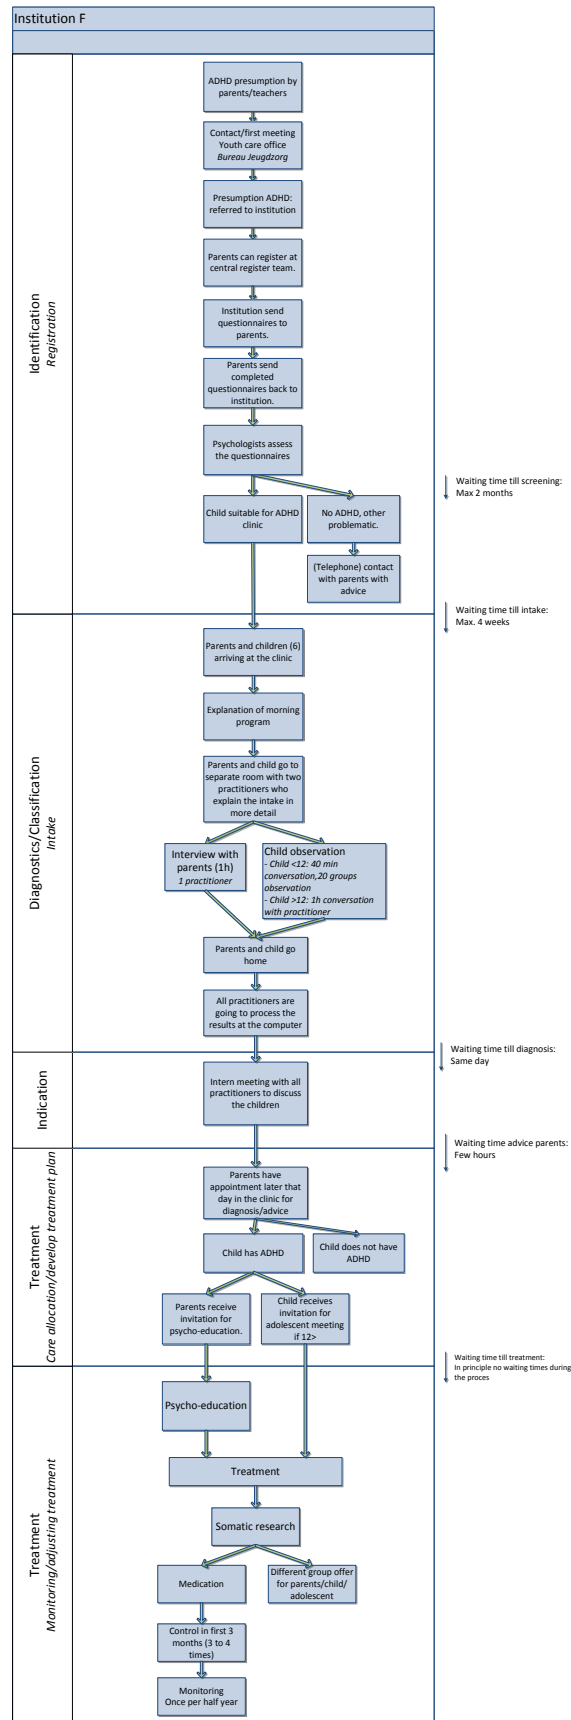 Institution F
Identification
Registration
ADHD presumption by
parents/teachers
Contact/first meeting
Youth care office
Bureau Jeugdzorg
Presumption ADHD:
referred to institution
Parents can register at
central register team.
Institution send
questionnaires to
parents.
Parents send
completed
questionnaires back to
institution.
Psychologists assess
the questionnaires
Waiting time till screening:
Max 2 months
Child suitable for ADHD
clinic
No ADHD, other
problematic.
(Telephone) contact
with parents with
advice
Waiting time till intake:
Max. 4 weeks
Diagnostics/Classification
Intake
Parents and children (6)
arriving at the clinic
Explanation of morning
program
Parents and child go to
separate room with two
practitioners who
explain the intake in
more detail
Interview with
parents (1h)
1 practitioner
Child observation
- Child <12: 40 min
conversation,20 groups
observation
- Child >12: 1h conversation
with practitioner
Parents and child go
home
All practitioners are
going to process the
results at the computer
Waiting time till diagnosis:
Same day
Indication
Intern meeting with all
practitioners to discuss
the children
Waiting time advice parents:
Few hours
Treatment
Care allocation/develop treatment plan
Parents have
appointment later that
day in the clinic for
diagnosis/advice
Child has ADHD
Child does not have
ADHD
Parents receive
invitation for
psycho-education.
Child receives
invitation for
adolescent meeting
if 12>
Waiting time till treatment:
In principle no waiting times during
the proces
Treatment
Monitoring/adjusting treatment
Psycho-education
Treatment
Somatic research
Medication
Different group offer
for parents/child/
adolescent
Control in first 3
months (3 to 4
times)
Monitoring
Once per half year